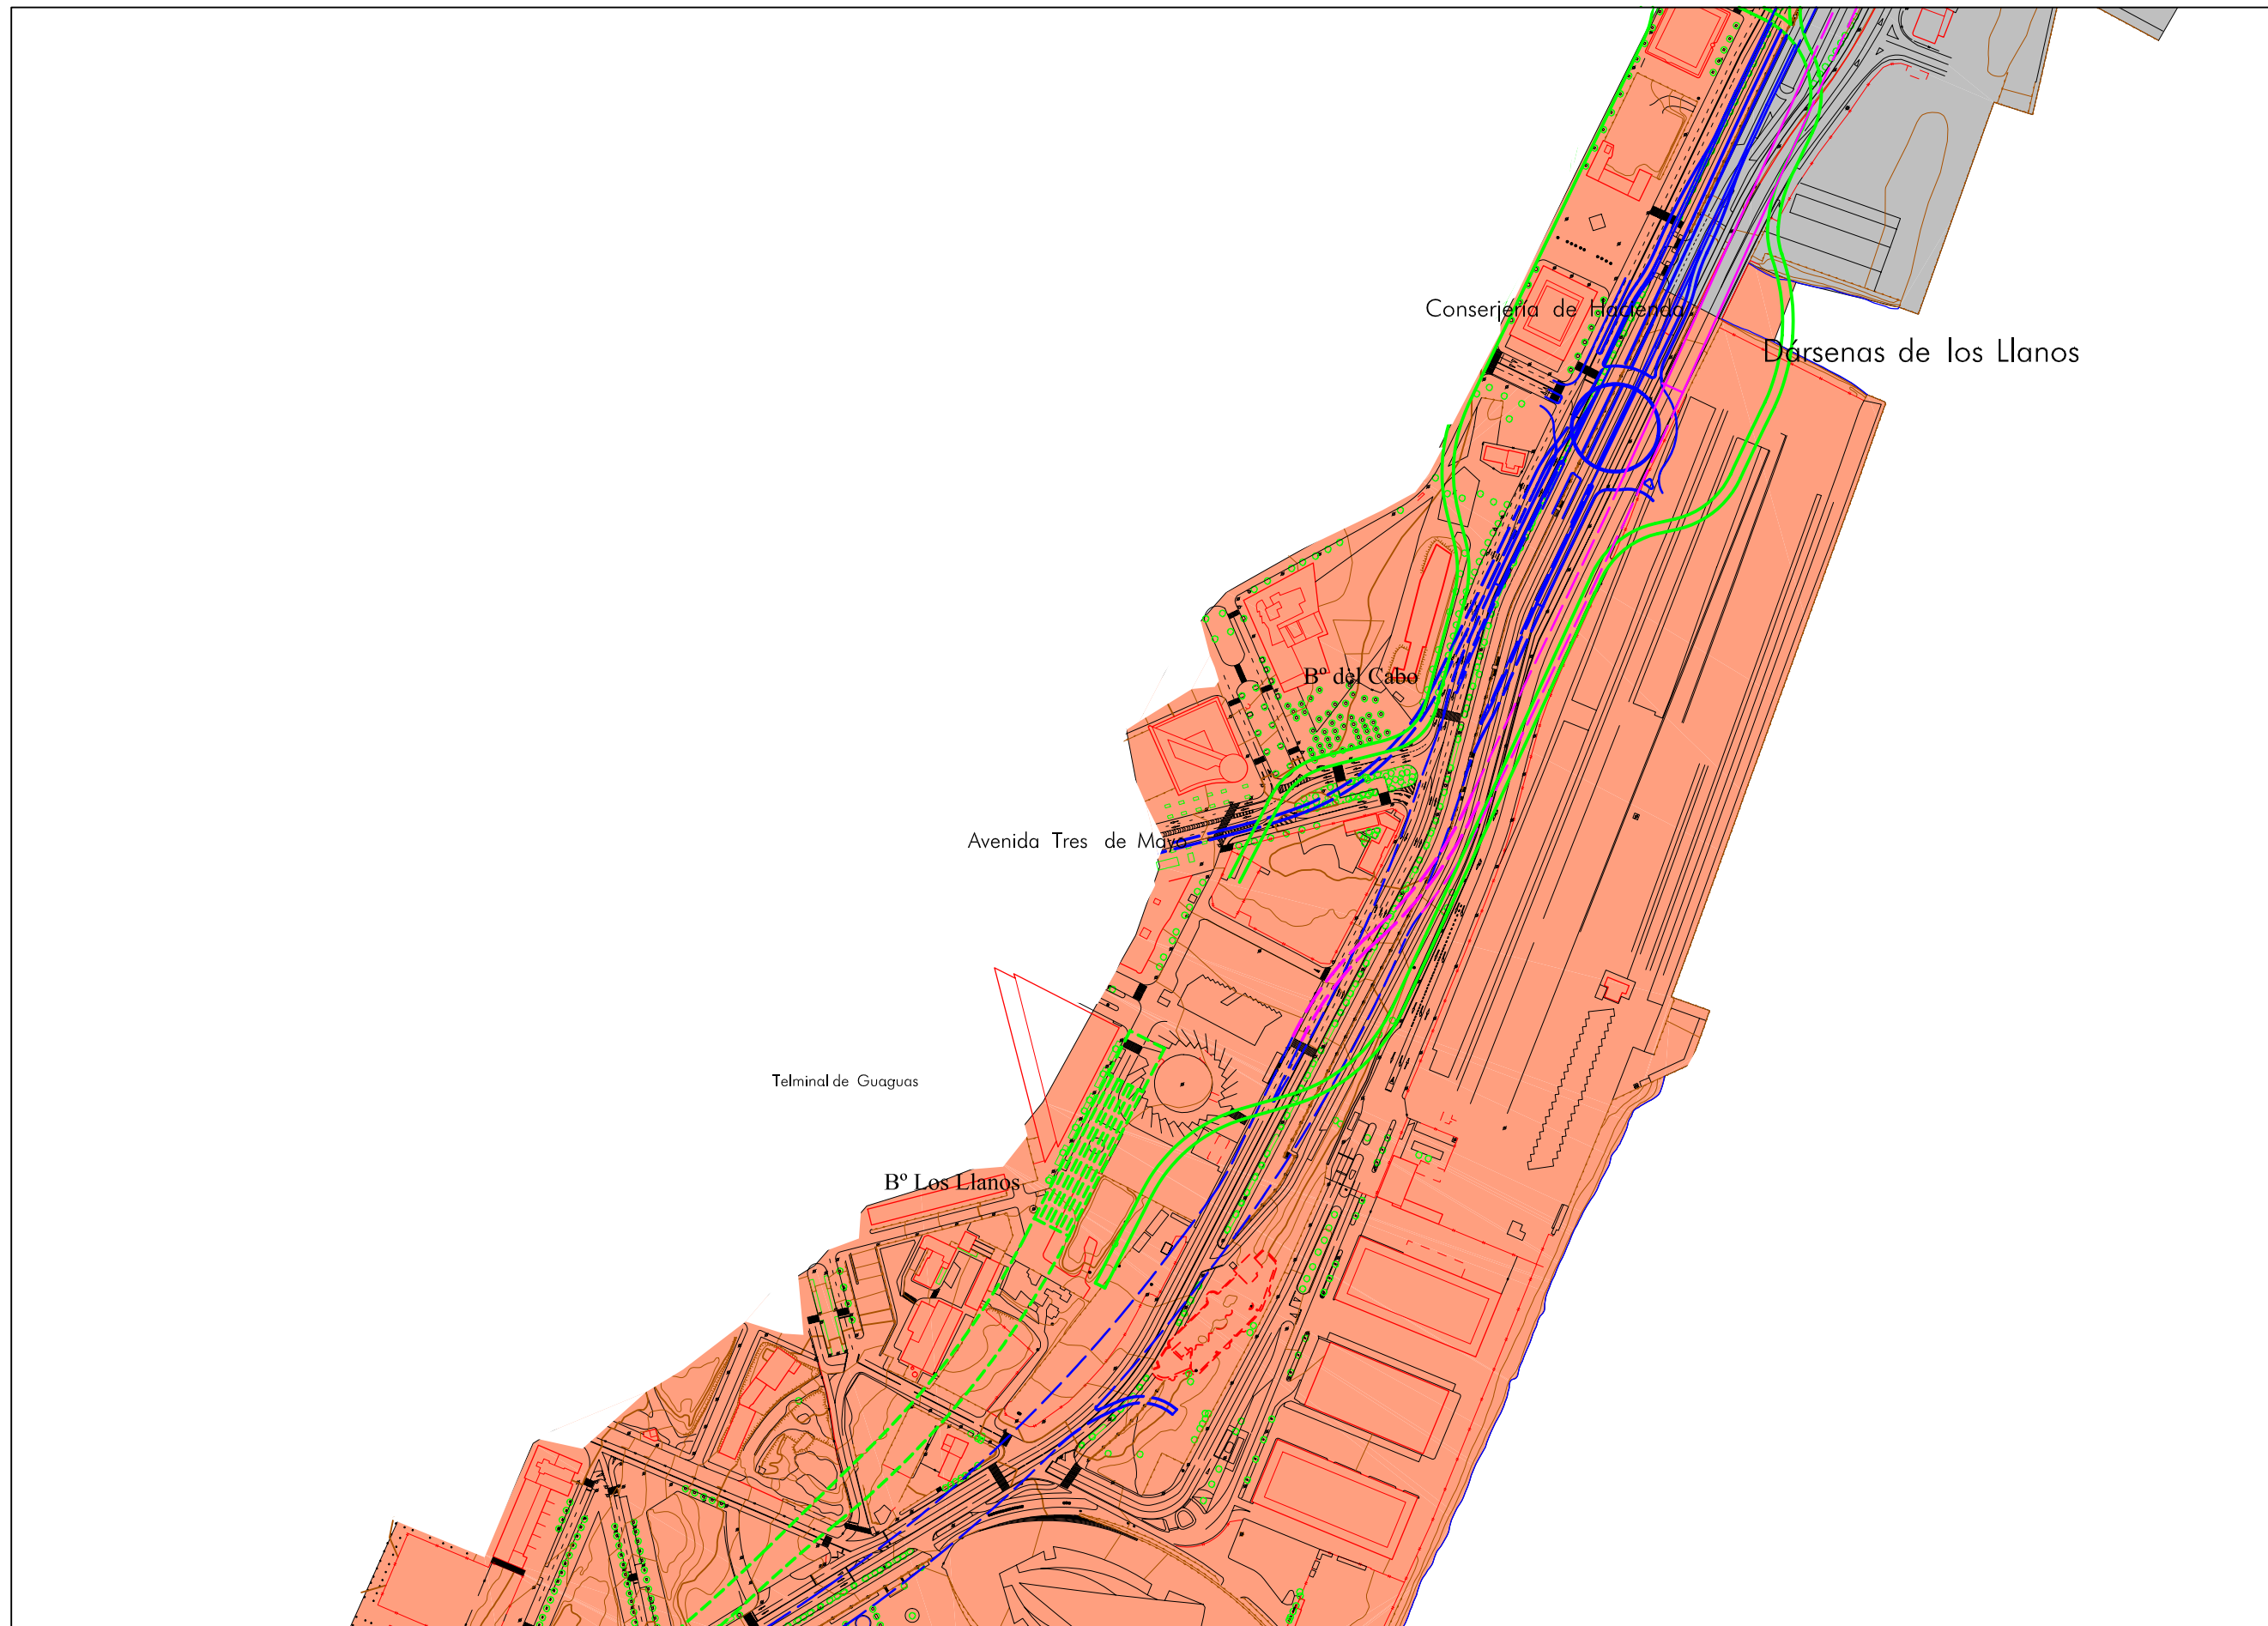 Conserjería de Hacienda
Dársenas de los Llanos
Bº del Cabo
Avenida Tres de Mayo
Telminal de Guaguas
Bº Los Llanos